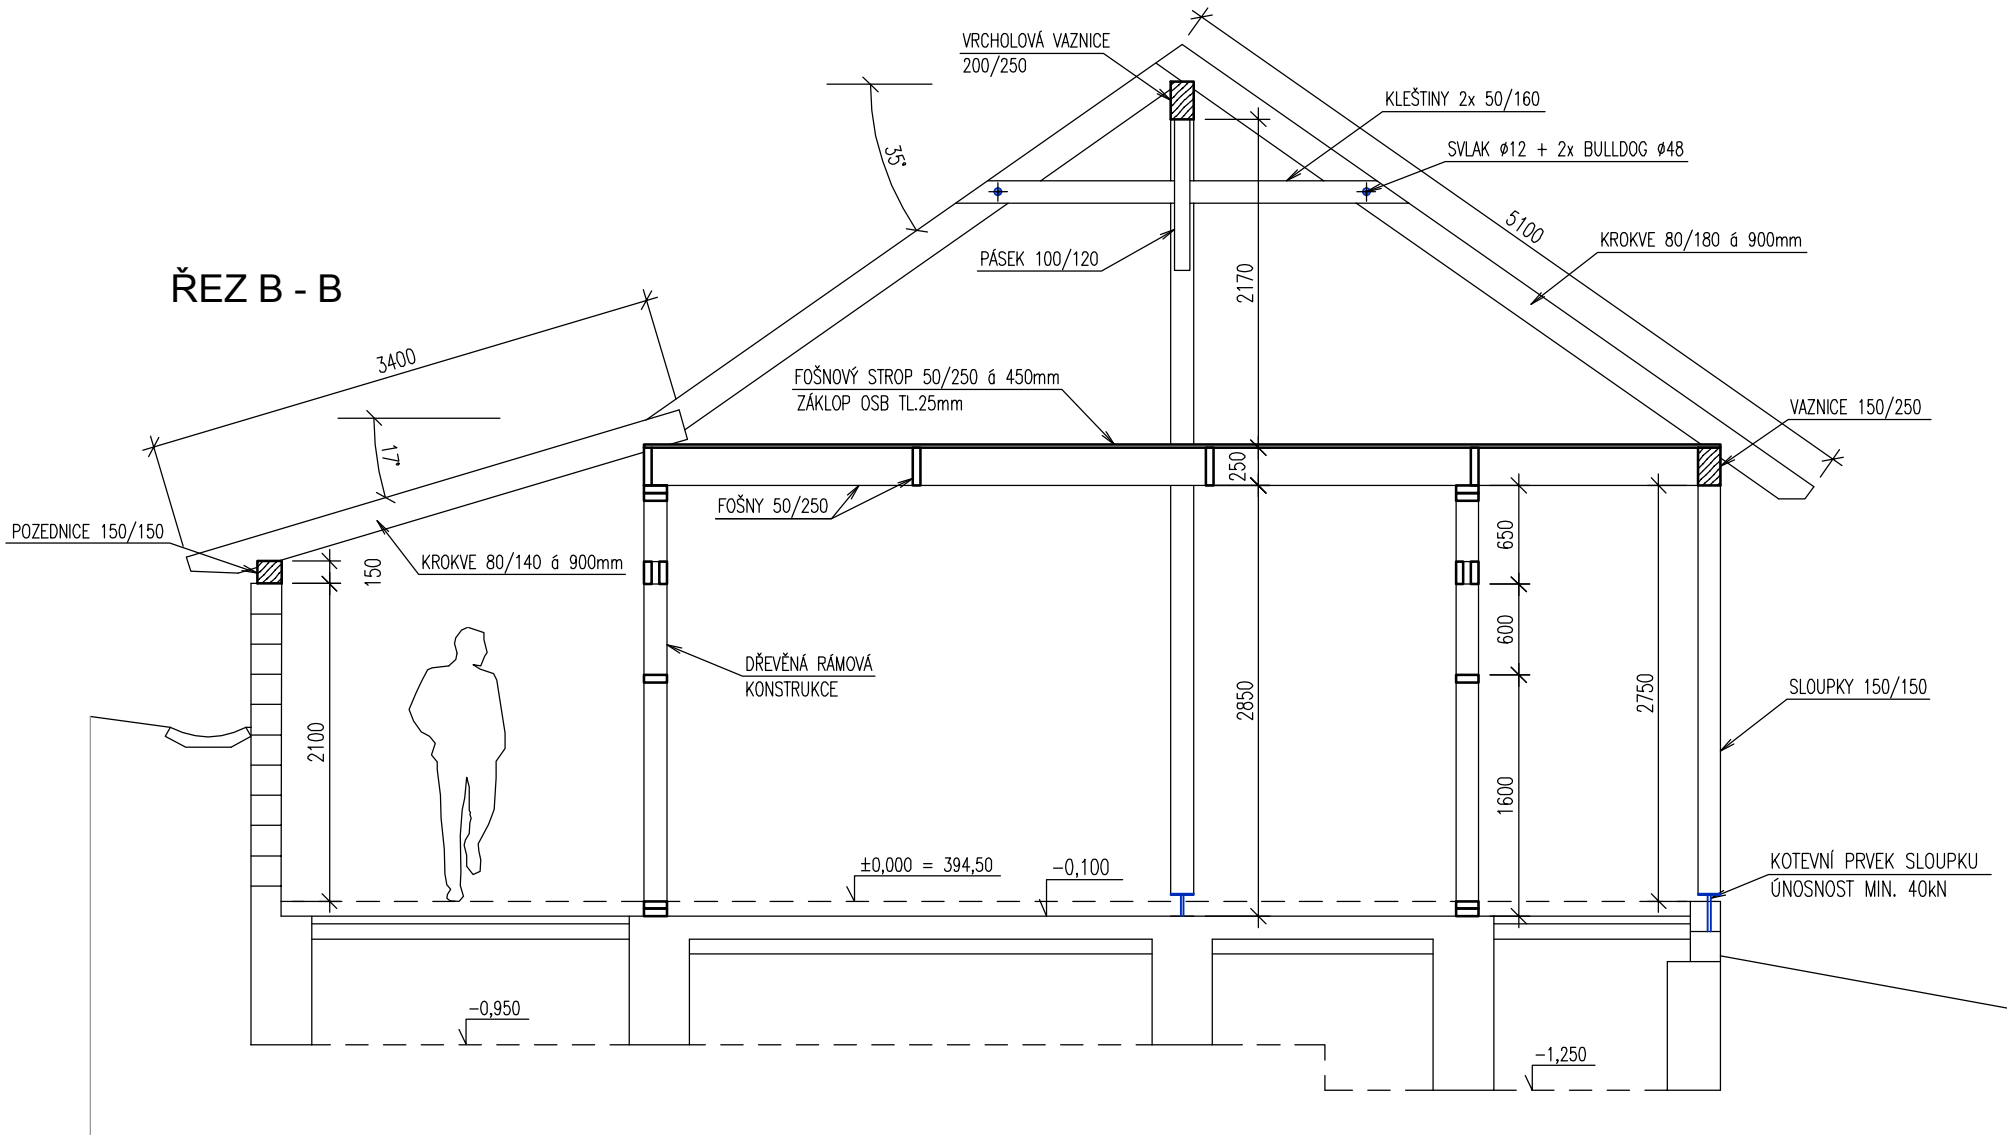 VRCHOLOVÁ VAZNICE
200/250
KLEŠTINY 2x 50/160
SVLAK ø12 + 2x BULLDOG ø48
35°
5100
KROKVE 80/180 á 900mm
PÁSEK 100/120
2170
ŘEZ B - B
3400
17°
FOŠNOVÝ STROP 50/250 á 450mm
ZÁKLOP OSB TL.25mm
VAZNICE 150/250
250
FOŠNY 50/250
POZEDNICE 150/150
KROKVE 80/140 á 900mm
150
650
600
DŘEVĚNÁ RÁMOVÁ
KONSTRUKCE
2100
2850
2750
SLOUPKY 150/150
1600
±0,000 = 394,50
-0,100
KOTEVNÍ PRVEK SLOUPKU
ÚNOSNOST MIN. 40kN
-0,950
-1,250